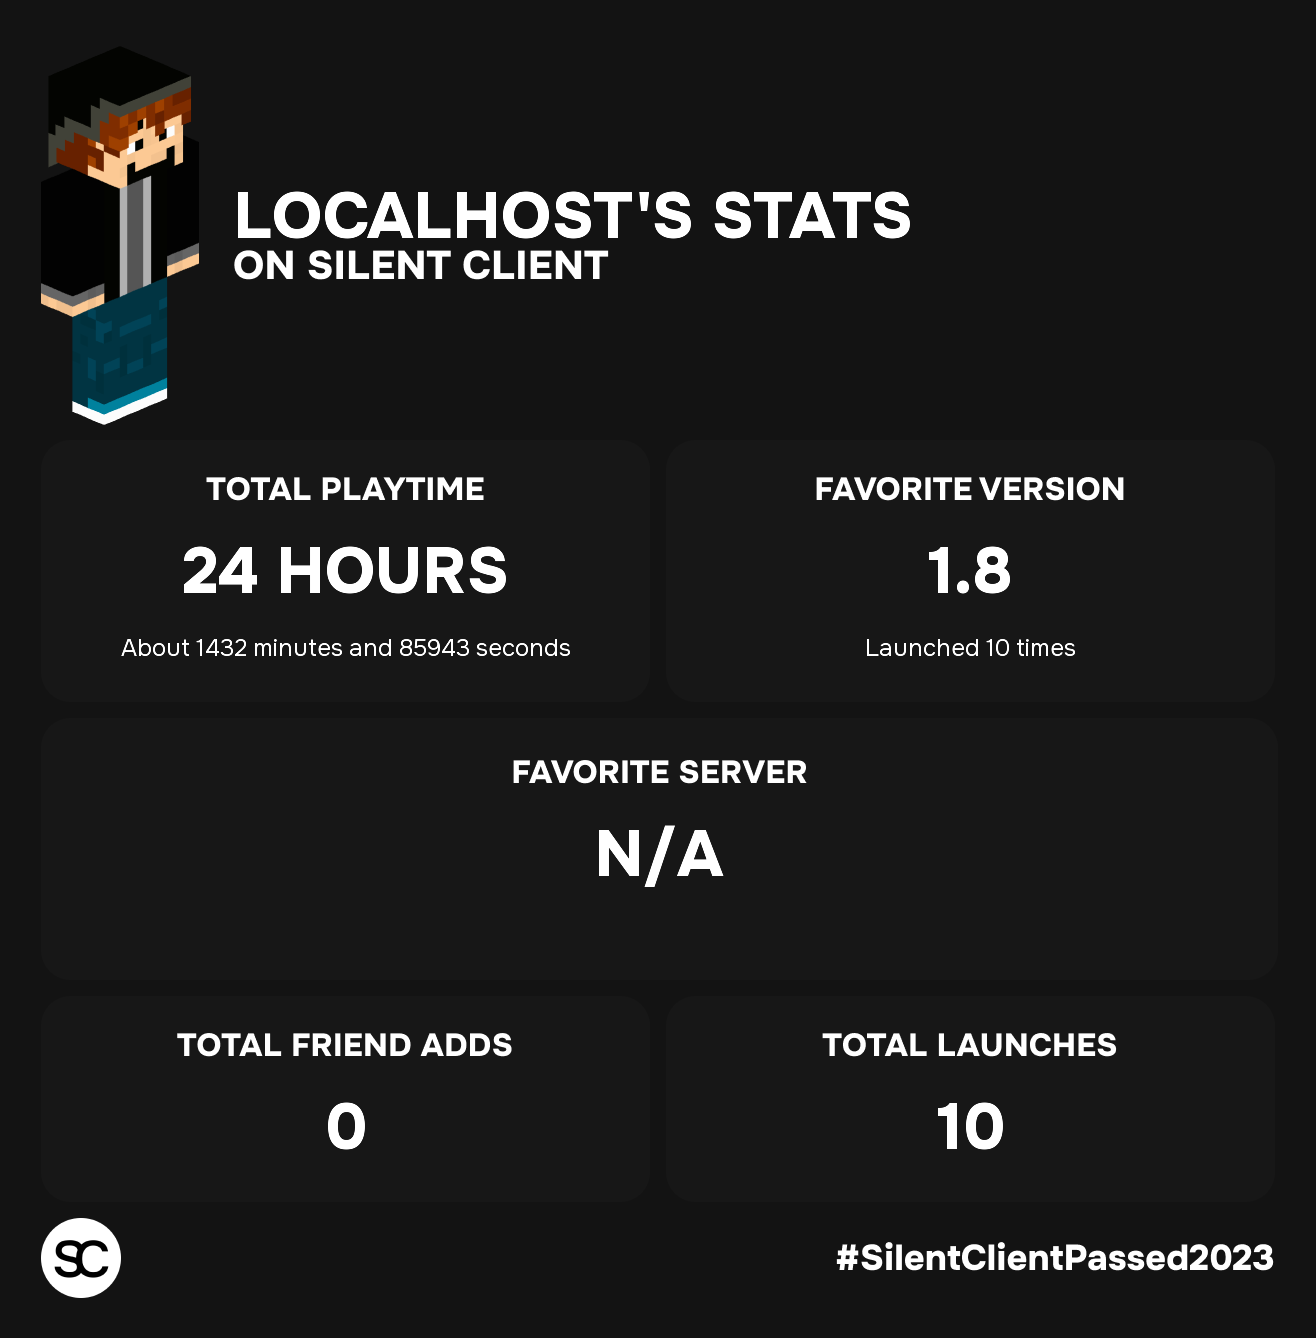 LOCALHOST'S STATS
ON SILENT CLIENT
TOTAL PLAYTIME
24 HOURS
About 1432 minutes and 85943 seconds
FAVORITE VERSION
1.8
Launched 10 times
FAVORITE SERVER
N/A
TOTAL FRIEND ADDS
0
TOTAL LAUNCHES
10
SC
#SilentClientPassed2023